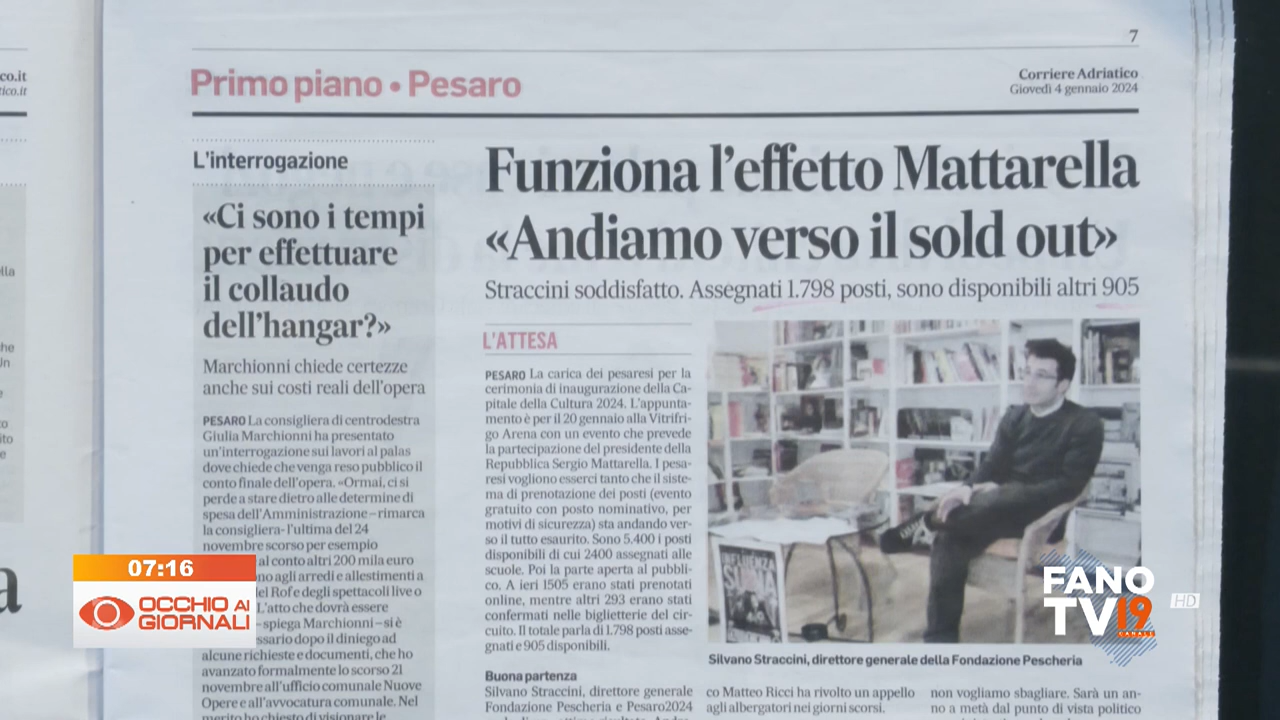 co.it
tico.it
7
Primo piano • Pesaro
Corriere Adriatico
Giovedì 4 gennaio 2024
L'interrogazione
«Ci sono i tempi
per effettuare
il collaudo
dell'hangar?»
Marchionni chiede certezze
anche sui costi reali dell'opera
PESARO La consigliera di centrodestra
Giulia Marchionni ha presentato
un'interrogazione sui lavori al palas
dove chiede che venga reso pubblico il
conto finale dell'opera. «Ormai, ci si
perde a stare dietro alle determine di
spesa dell'Amministrazione – rimarca
la consigliera- l'ultima del 24
novembre scorso per esempio
al conto altri 200 mila euro
no agli arredi e allestimenti a
del Rof e degli spettacoli live o
L'atto che dovrà essere
– spiega Marchionni – si è
ssario dopo il diniego ad
alcune richieste e documenti, che ho
avanzato formalmente lo scorso 21
novembre all'ufficio comunale Nuove
Opere e all'avvocatura comunale. Nel
merito ho chiesto di visionare le
Funziona l'effetto Mattarella
«Andiamo verso il sold out»
Straccini soddisfatto. Assegnati 1.798 posti, sono disponibili altri 905
L'ATTESA
PESARO La carica dei pesaresi per la
cerimonia di inaugurazione della Ca-
pitale della Cultura 2024. L'appunta-
mento è per il 20 gennaio alla Vitrifri-
go Arena con un evento che prevede
la partecipazione del presidente della
Repubblica Sergio Mattarella. I pesa-
resi vogliono esserci tanto che il siste-
ma di prenotazione dei posti (evento
gratuito con posto nominativo, per
motivi di sicurezza) sta andando ver-
so il tutto esaurito. Sono 5.400 i posti
disponibili di cui 2400 assegnati alle
scuole. Poi la parte aperta al pubbli-
co. A ieri 1505 erano stati prenotati
online, mentre altri 293 erano stati
confermati nelle biglietterie del cir-
cuito. Il totale parla di 1.798 posti asse-
gnati e 905 disponibili.
Buona partenza
Silvano Straccini, direttore generale
Fondazione Pescheria e Pesaro2024
Silvano Straccini, direttore generale della Fondazione Pescheria
co Matteo Ricci ha rivolto un appello
agli albergatori nei giorni scorsi.
non vogliamo sbagliare. Sarà un an-
no a metà dal punto di vista politico
07:16
OCCHIO AI
GIORNALI
FANO
TV19
CANALE
HD